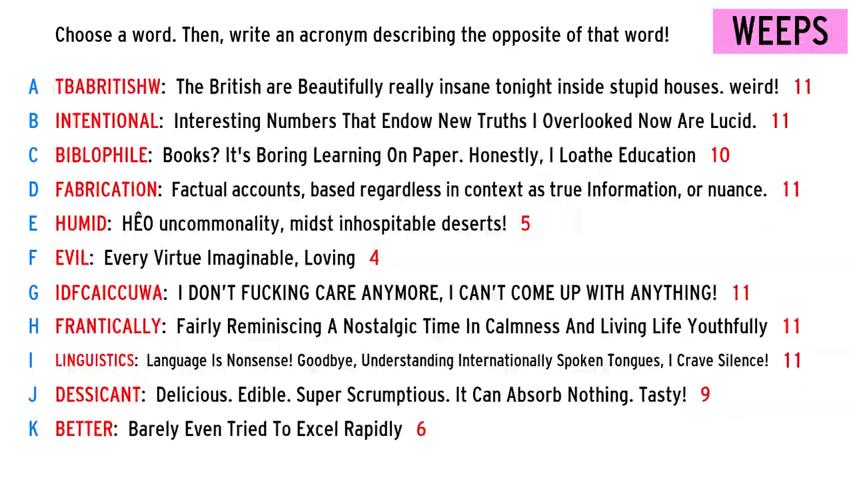 Choose a word. Then, write an acronym describing the opposite of that word!
WEEPS
A TBABRITISHW: The British are Beautifully really insane tonight inside stupid houses. weird! 11
B INTENTIONAL: Interesting Numbers That Endow New Truths I Overlooked Now Are Lucid. 11
C BIBLOPHILE: Books? It's Boring Learning On Paper. Honestly, I Loathe Education 10
D FABRICATION: Factual accounts, based regardless in context as true Information, or nuance. 11
E HUMID: HÊO uncommonality, midst inhospitable deserts! 5
F EVIL: Every Virtue Imaginable, Loving 4
G IDFCAICCUWA: I DON'T FUCKING CARE ANYMORE, I CAN'T COME UP WITH ANYTHING! 11
H FRANTICALLY: Fairly Reminiscing A Nostalgic Time In Calmness And Living Life Youthfully 11
I LINGUISTICS: Language Is Nonsense! Goodbye, Understanding Internationally Spoken Tongues, I Crave Silence! 11
J DESSICANT: Delicious. Edible. Super Scrumptious. It Can Absorb Nothing. Tasty! 9
K BETTER: Barely Even Tried To Excel Rapidly 6